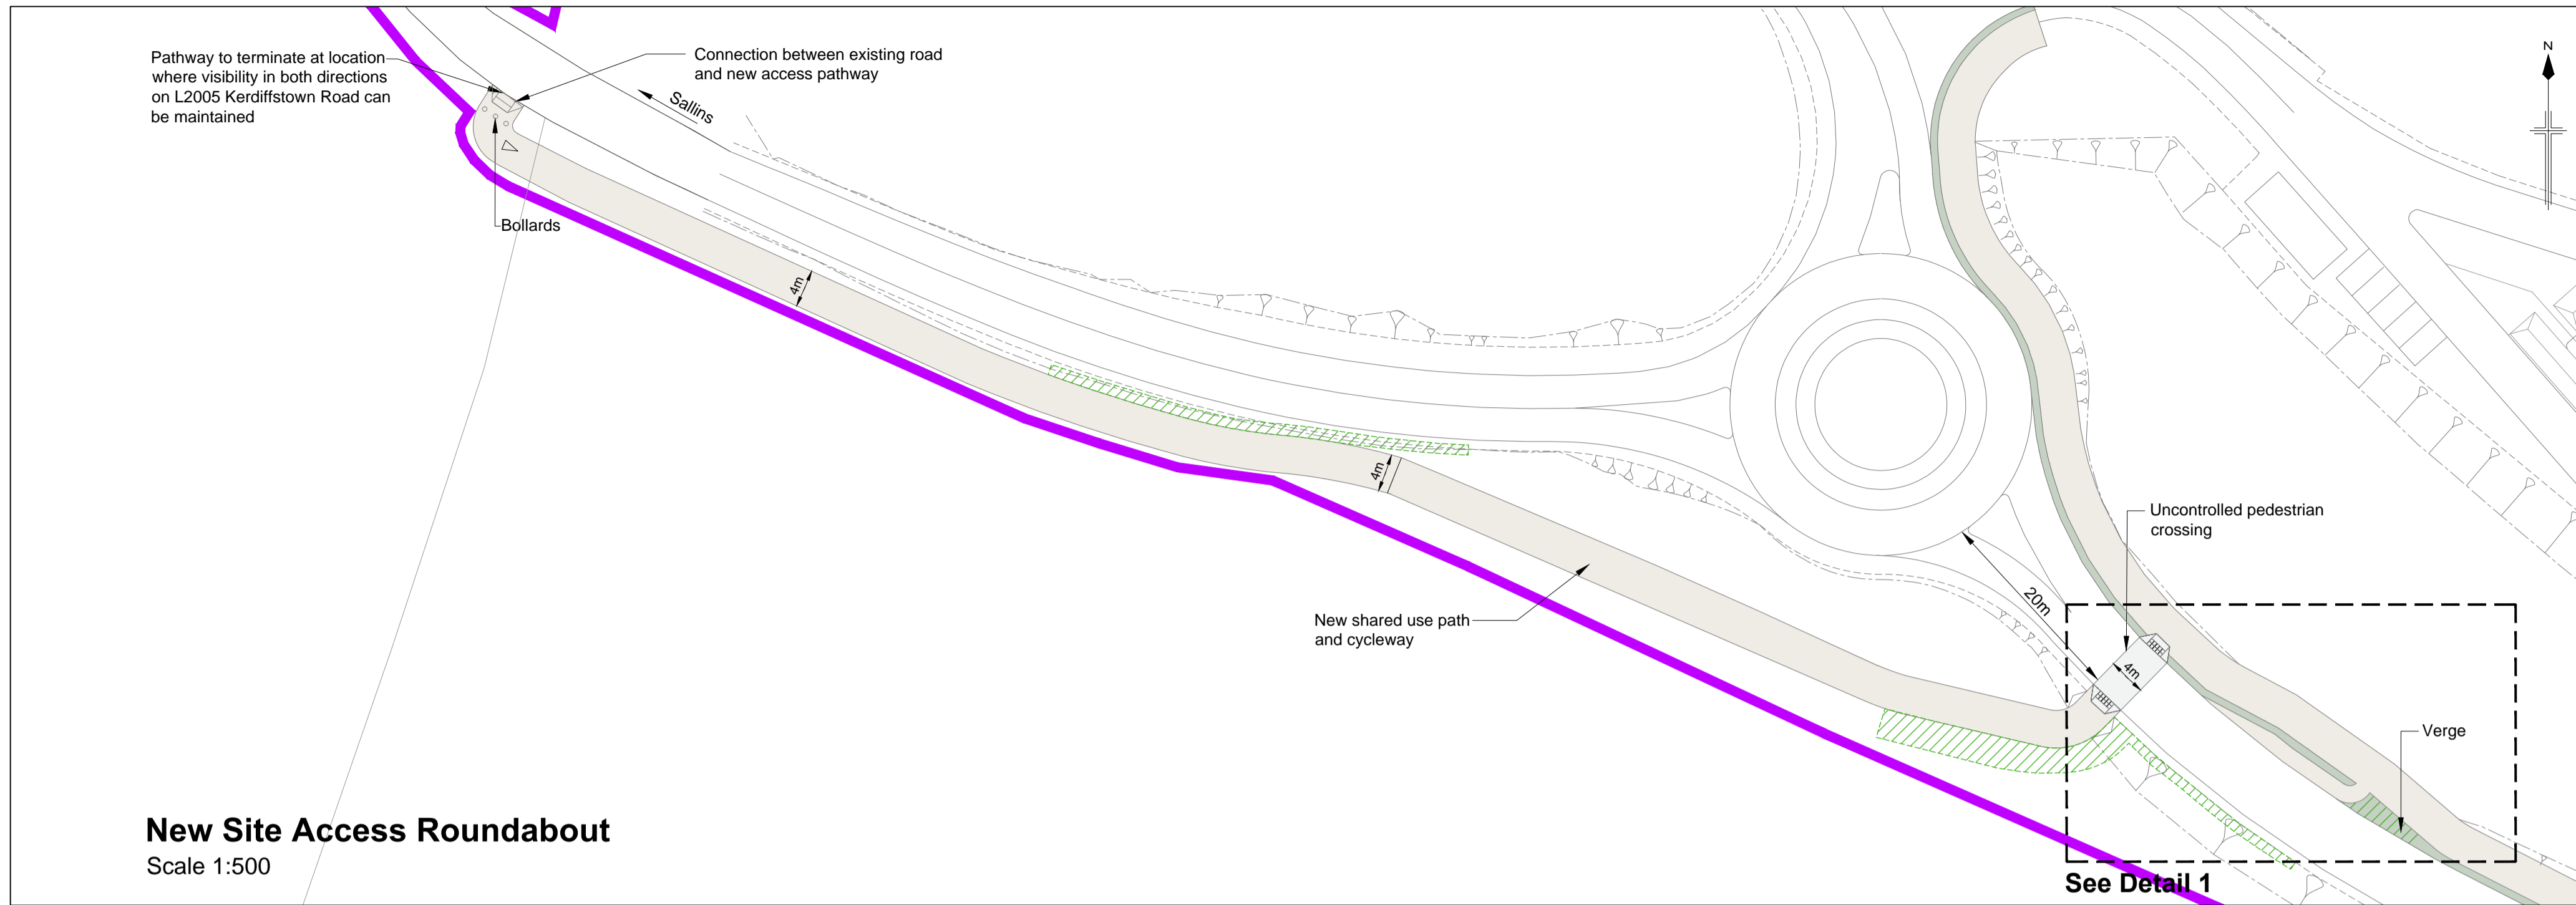 Pathway to terminate at location
where visibility in both directions
on L2005 Kerdiffstown Road can
be maintained
Connection between existing road
and new access pathway
Sallins
N
Bollards
4m
4m
Uncontrolled pedestrian
crossing
20m
New shared use path
and cycleway
4m
Verge
New Site Access Roundabout
Scale 1:500
See Detail 1